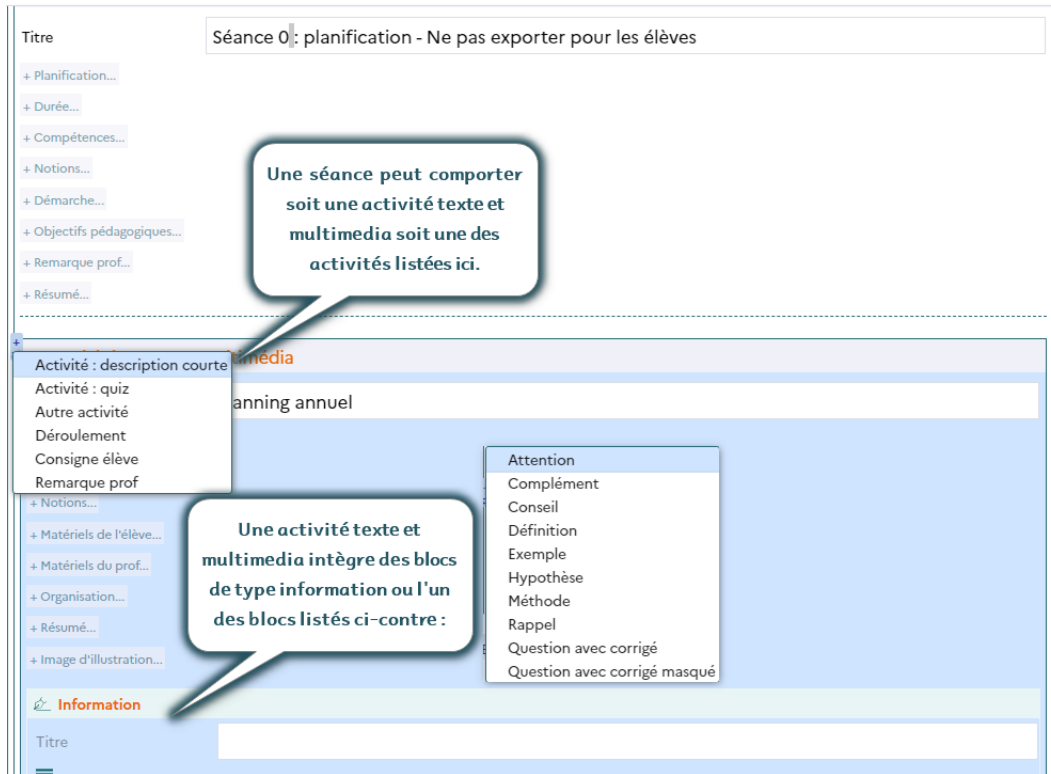 Titre
Séance 0 : planification - Ne pas exporter pour les élèves
+ Planification...
+ Durée...
+ Compétences...
+ Notions...
+ Démarche...
+ Objectifs pédagogiques...
+ Remarque prof...
+ Résumé...
Une séance peut comporter
soit une activité texte et
multimedia soit une des
activités listées ici.
+
Activité : description courte
Activité : quiz
Autre activité
Déroulement
Consigne élève
Remarque prof
anning annuel
+ Notions...
+ Matériels de l'élève...
+ Matériels du prof...
+ Organisation...
+ Résumé...
+ Image d'illustration...
Une activité texte et
multimedia intègre des blocs
de type information ou l'un
des blocs listés ci-contre :
Attention
Complément
Conseil
Définition
Exemple
Hypothèse
Méthode
Rappel
Question avec corrigé
Question avec corrigé masqué
Information
Titre